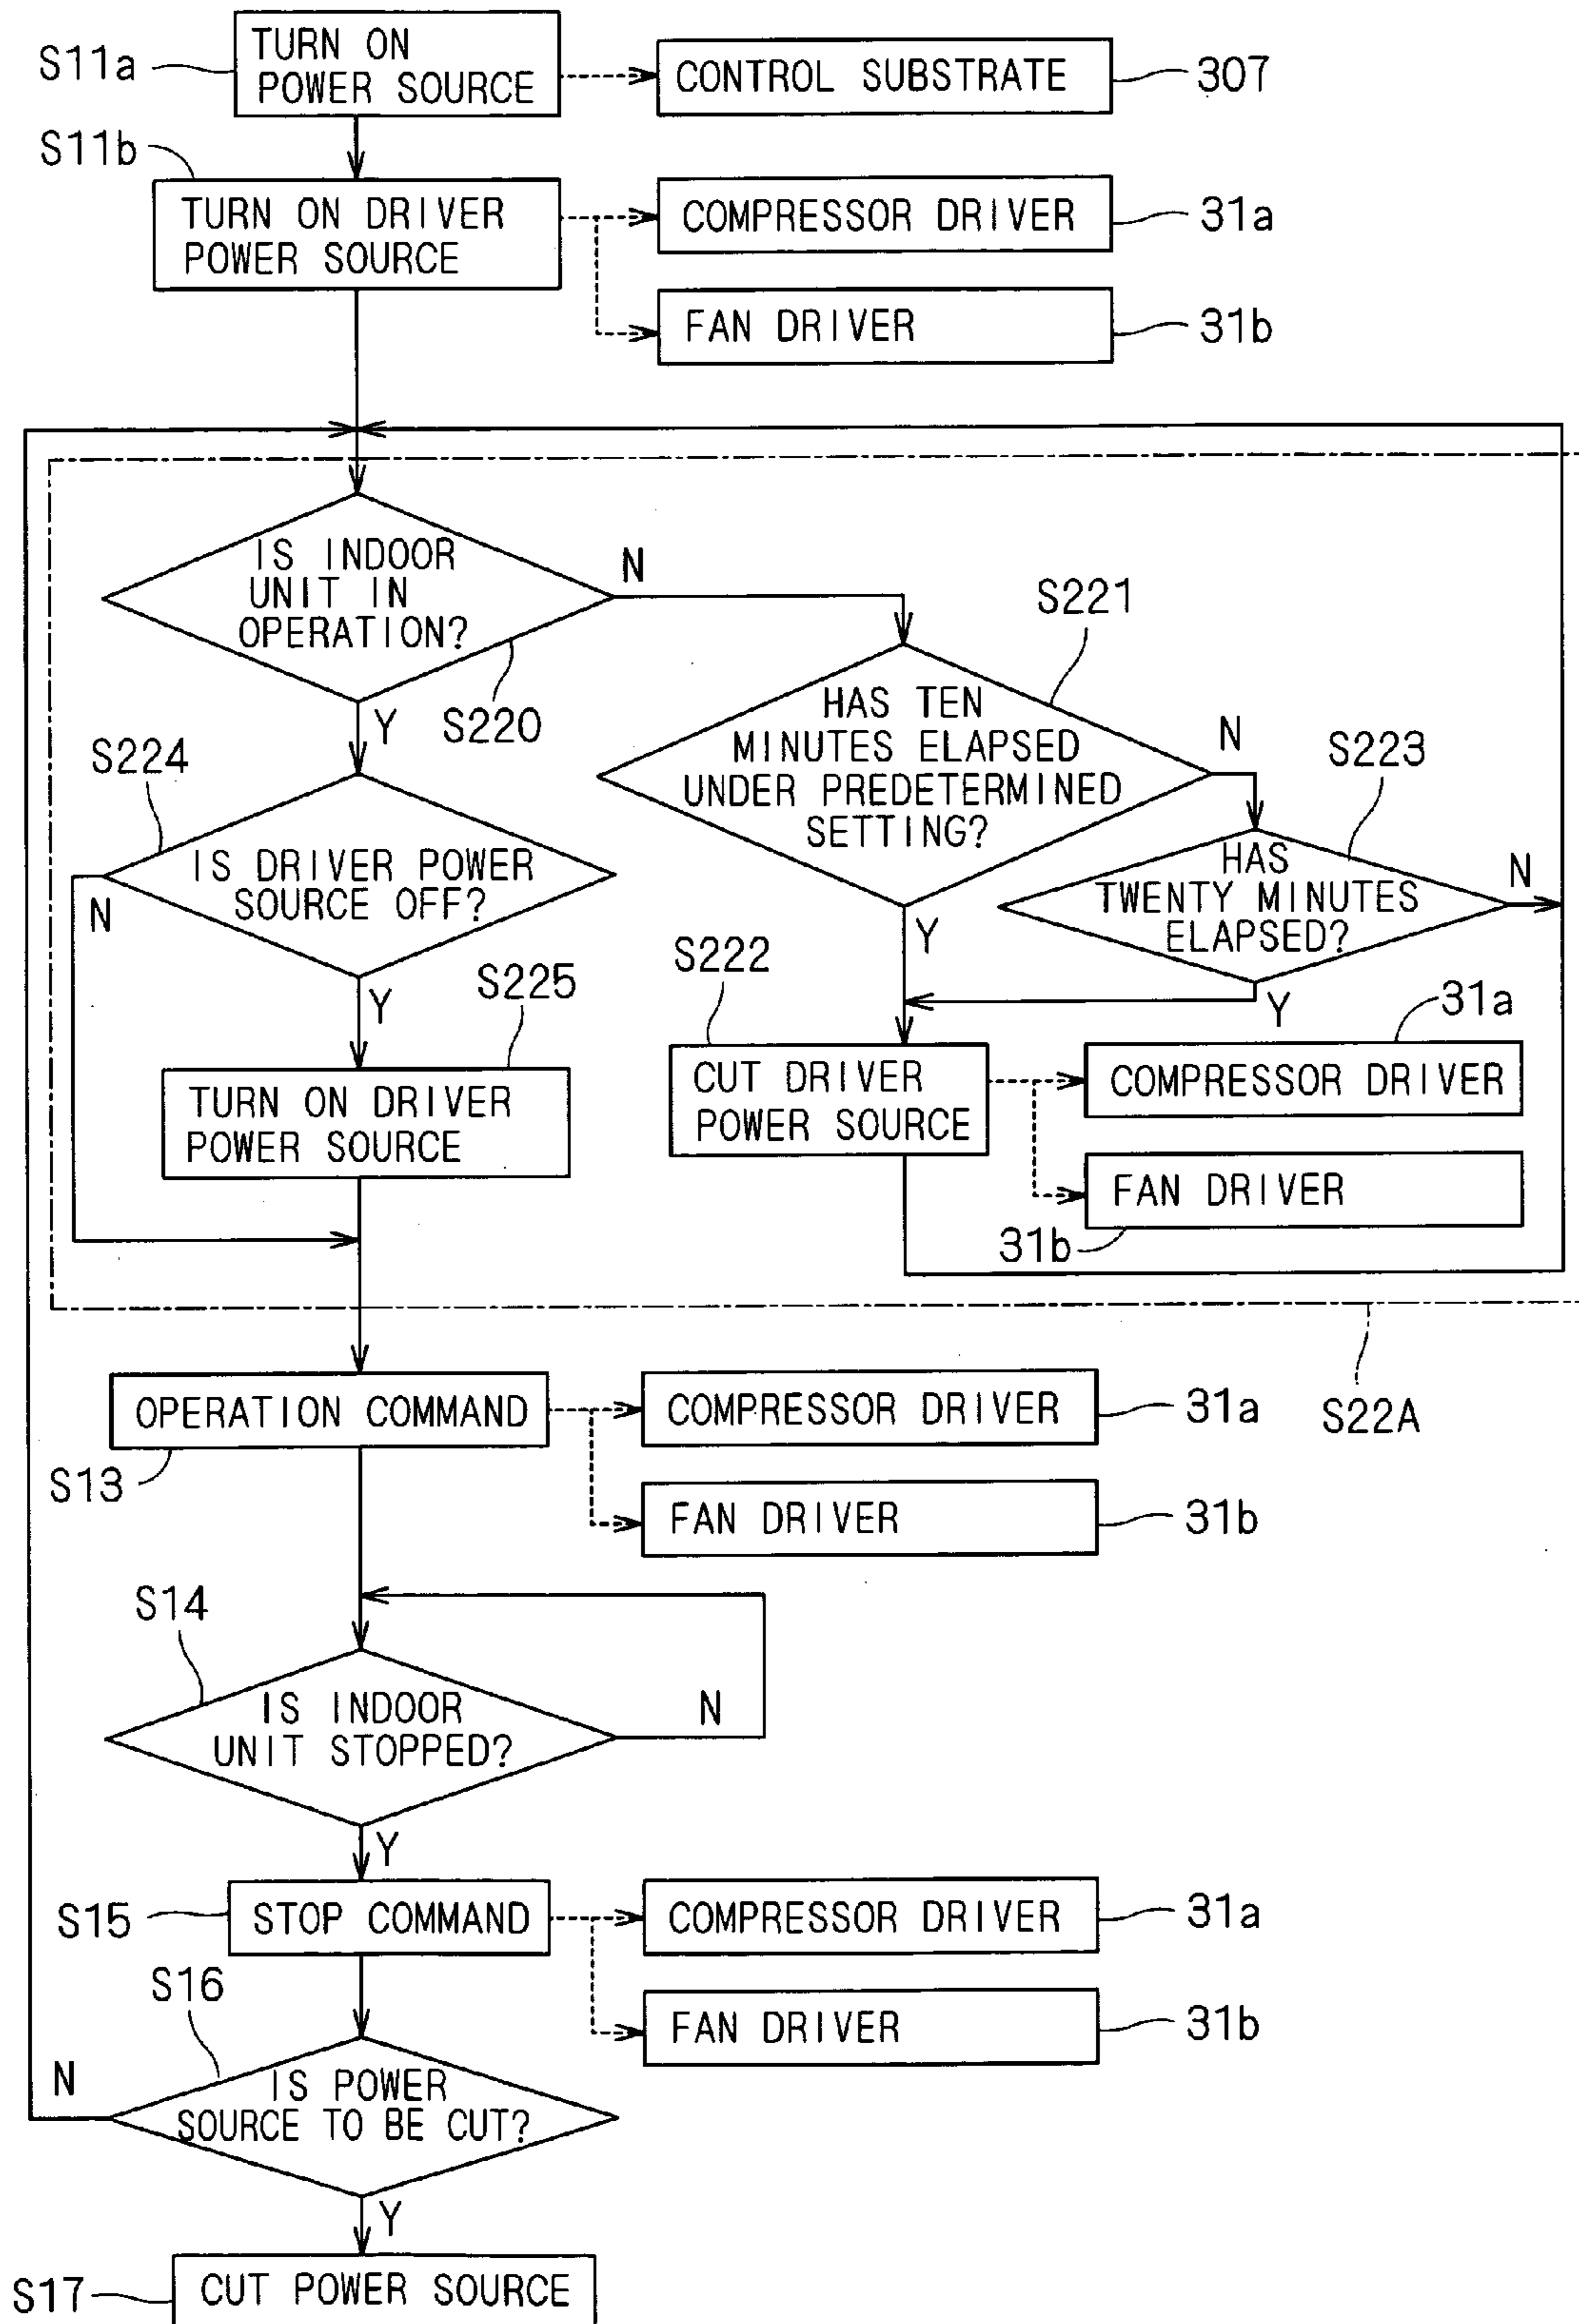 S11a
TURN ON
POWER SOURCE
CONTROL SUBSTRATE
307
S11b
TURN ON DRIVER
POWER SOURCE
COMPRESSOR DRIVER
31a
FAN DRIVER
31b
IS INDOOR
UNIT IN
OPERATION?
N
S220
Y
S221
HAS TEN
MINUTES ELAPSED
UNDER PREDETERMINED
SETTING?
N
Y
S223
HAS
TWENTY MINUTES
ELAPSED?
N
Y
S224
IS DRIVER POWER
SOURCE OFF?
N
Y
S225
TURN ON DRIVER
POWER SOURCE
S222
CUT DRIVER
POWER SOURCE
31a
COMPRESSOR DRIVER
FAN DRIVER
31b
S22A
OPERATION COMMAND
S13
COMPRESSOR DRIVER
31a
FAN DRIVER
31b
S14
IS INDOOR
UNIT STOPPED?
N
Y
S15
STOP COMMAND
COMPRESSOR DRIVER
31a
FAN DRIVER
31b
S16
IS POWER
SOURCE TO BE CUT?
N
Y
S17
CUT POWER SOURCE